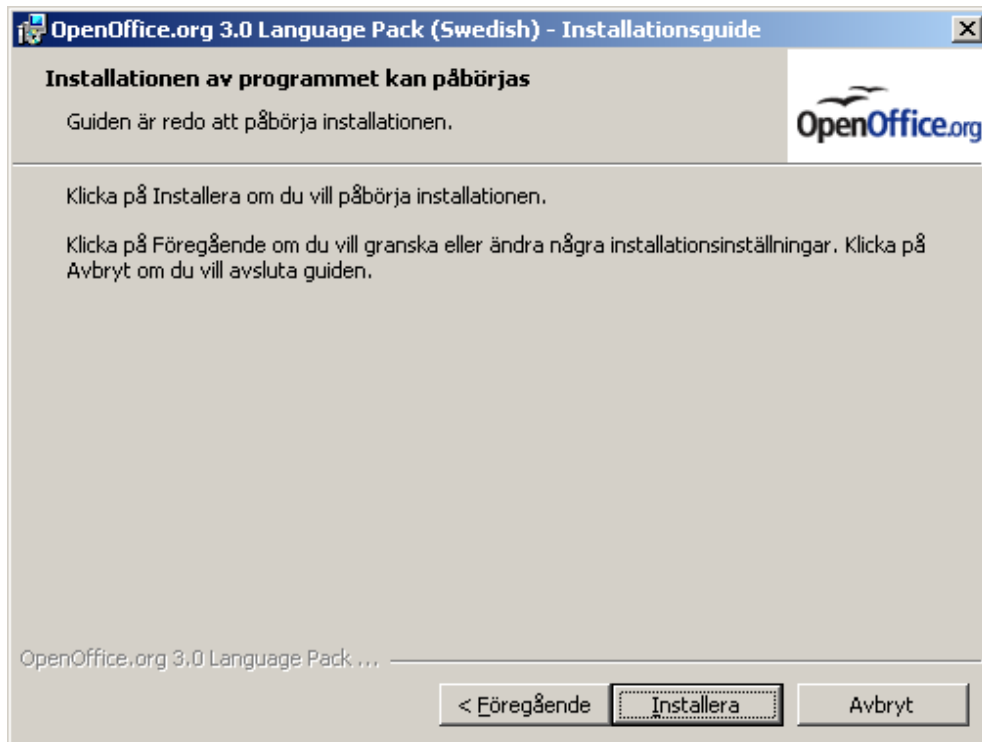 OpenOffice.org 3.0 Language Pack (Swedish) - Installationsguide
Installationen av programmet kan påbörjas
Guiden är redo att påbörja installationen.
OpenOffice.org
Klicka på Installera om du vill påbörja installationen.
Klicka på Föregående om du vill granska eller ändra några installationsinställningar. Klicka på
Avbryt om du vill avsluta guiden.
OpenOffice.org 3.0 Language Pack ...
< Föregående Installera Avbryt